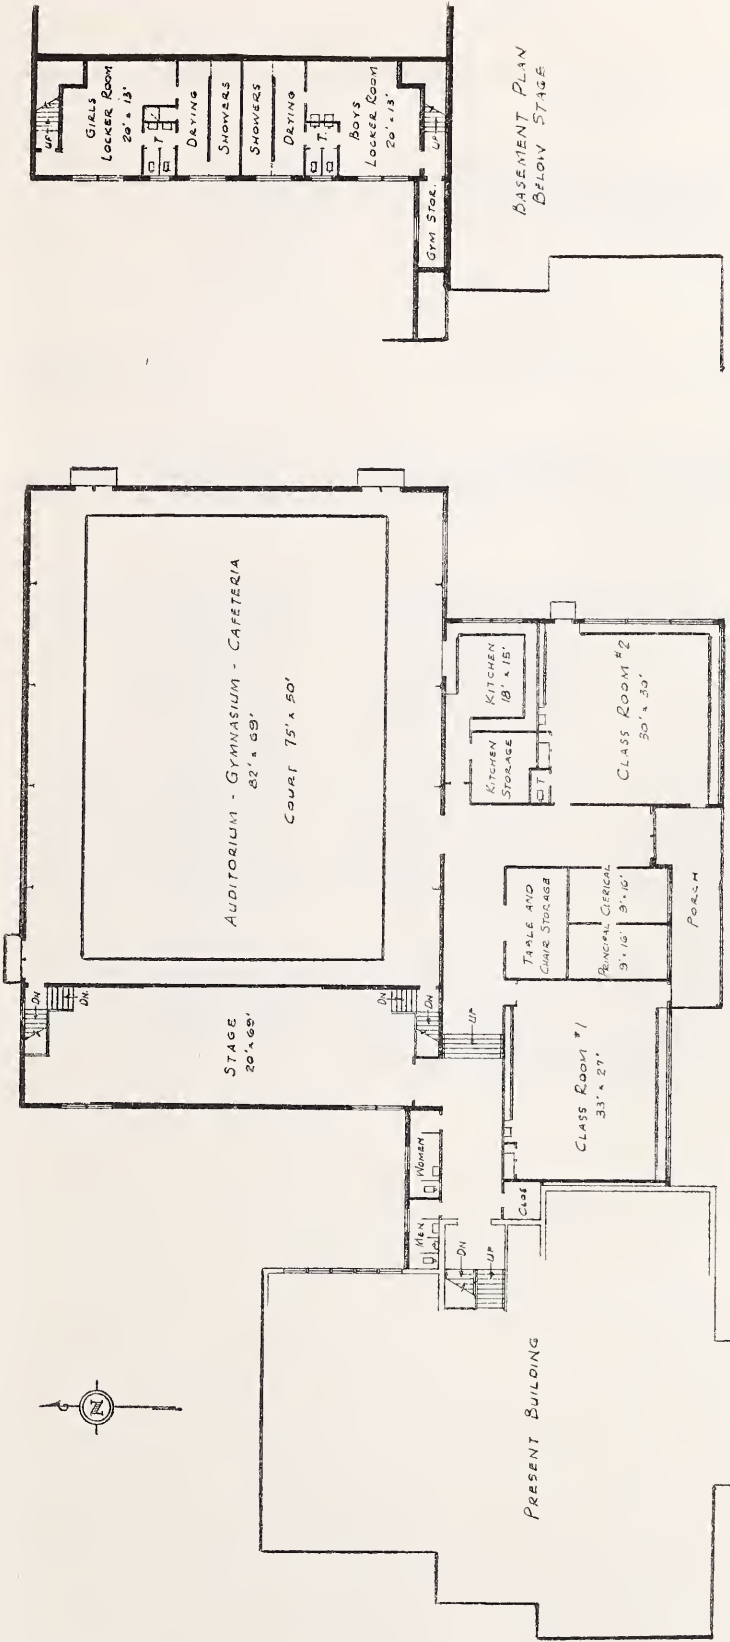 UP
GIRLS
LOCKER ROOM
20' x 13'
T
DRYING
SHOWERS
SHOWERS
DRYING
T.
BOYS
LOCKER ROOM
20' x 13'
UP
GYM STOR.
BASEMENT PLAN
BELOW STAGE
AUDITORIUM - GYMNASIUM - CAFETERIA
82' x 69'
COURT 75' x 50'
DN
DN
STAGE
20' x 69'
DN
DN
UP
KITCHEN
18' x 15'
KITCHEN
STORAGE
T
CLASS ROOM #2
30' x 30'
TABLE AND
CHAIR STORAGE
PRINCIPAL
9' x 16'
CLERICAL
9' x 16'
PORCH
CLASS ROOM #1
33' x 27'
WOMEN
MEN
CLOS
DN
UP
N
PRESENT BUILDING